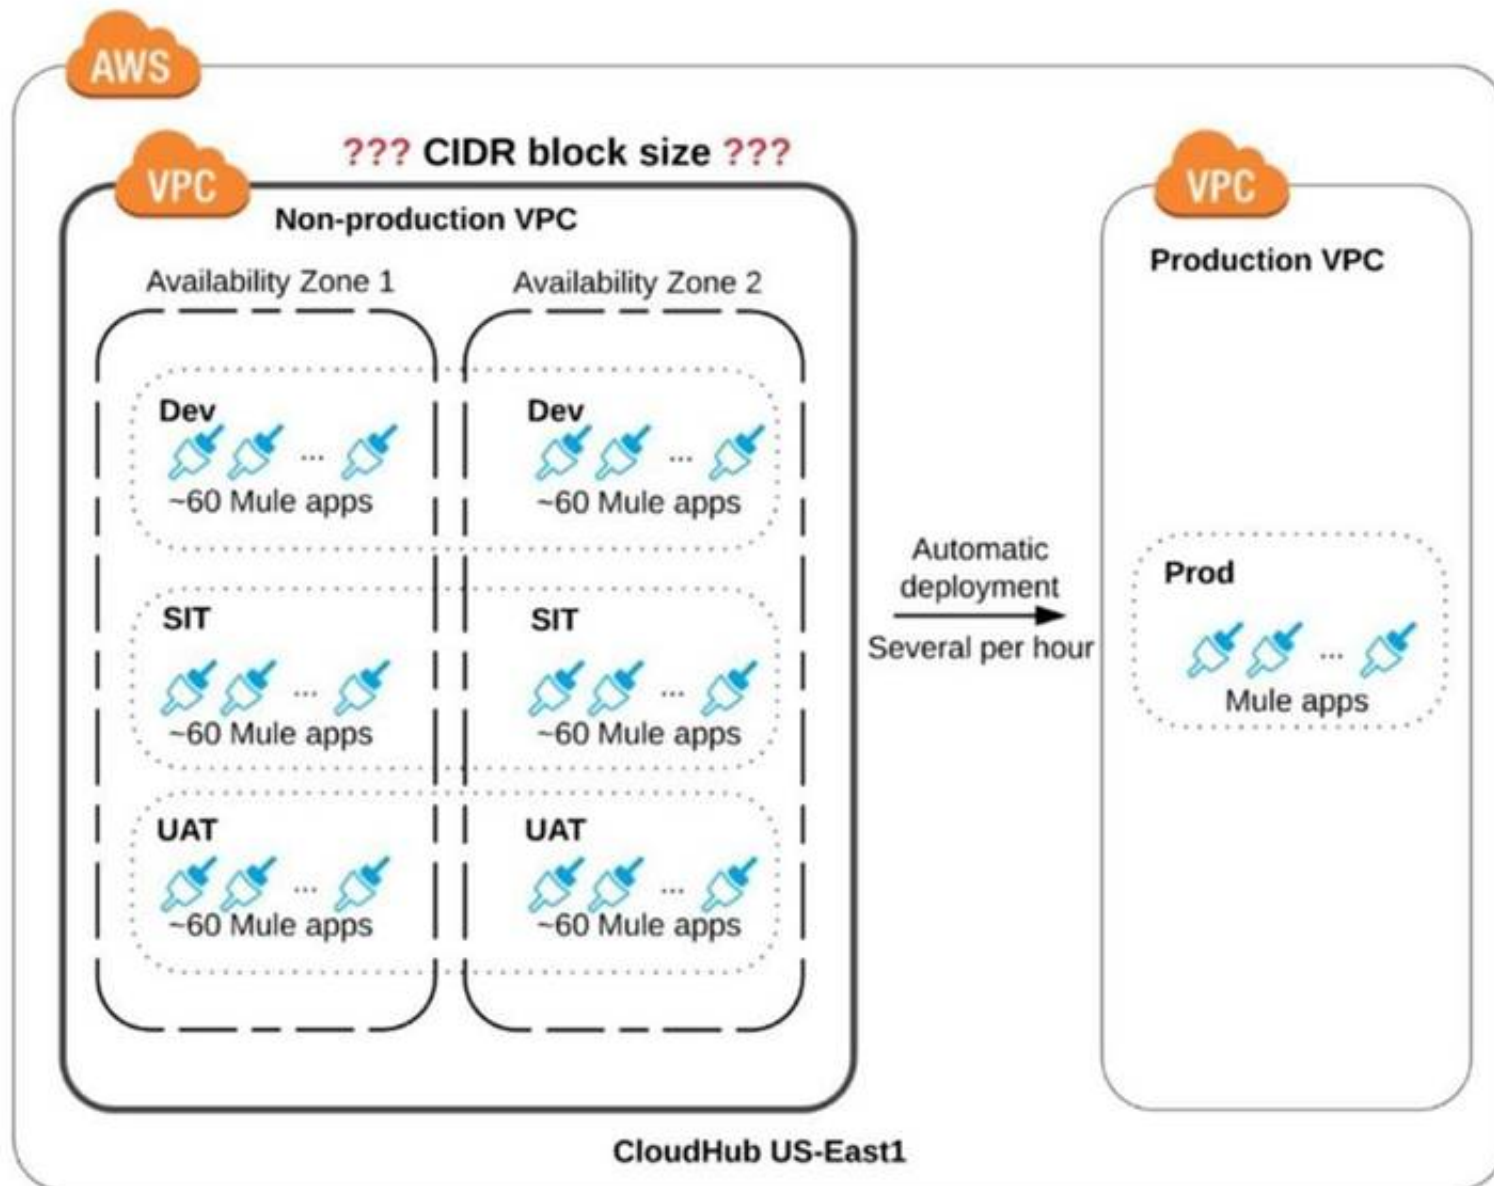 AWS
??? CIDR block size ???
VPC
Non-production VPC
Availability Zone 1
Availability Zone 2
Dev
...
~60 Mule apps
Dev
...
~60 Mule apps
SIT
...
~60 Mule apps
SIT
...
~60 Mule apps
UAT
...
~60 Mule apps
UAT
...
~60 Mule apps
Automatic
deployment
Several per hour
VPC
Production VPC
Prod
...
Mule apps
CloudHub US-East1